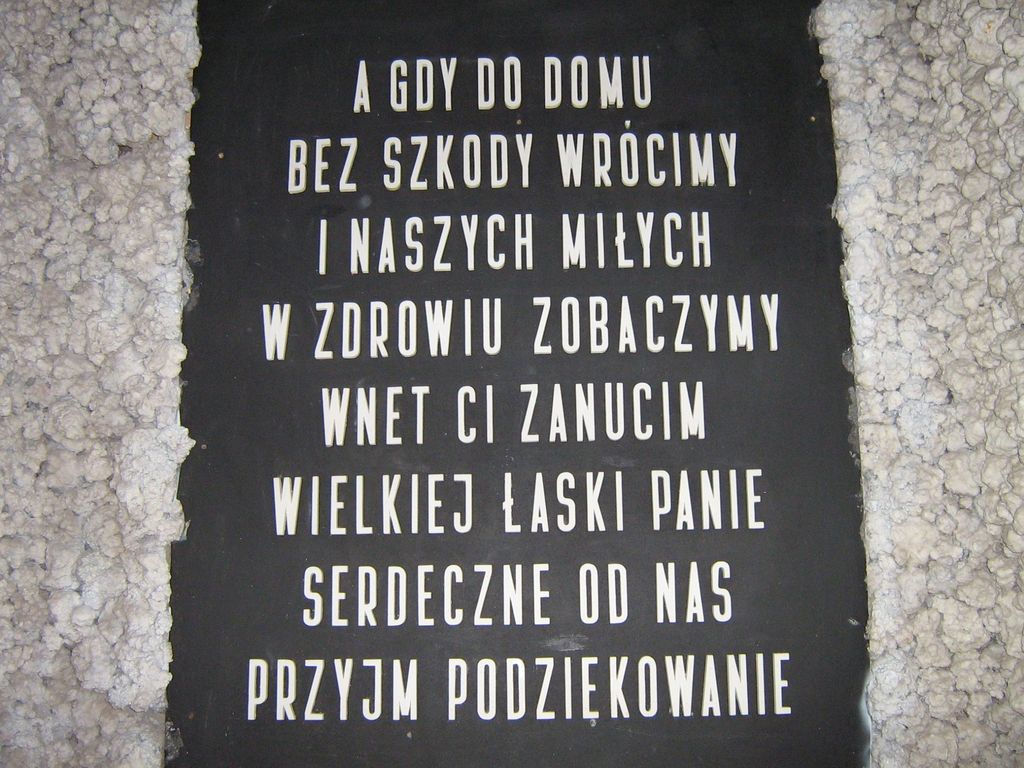 A GDY DO DOMU
BEZ SZKODY WRÓCIMY
I NASZYCH MIŁYCH
W ZDROWIU ZOBACZYMY
WNET CI ZANUCIM
WIELKIEJ ŁASKI PANIE
SERDECZNE OD NAS
PRZYJM PODZIĘKOWANIE